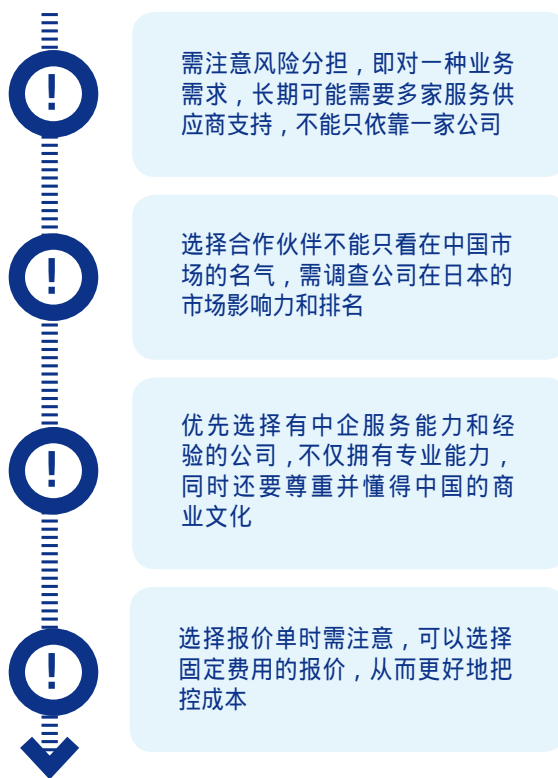 需注意风险分担，即对一种业务
需求，长期可能需要多家服务供
应商支持，不能只依靠一家公司
选择合作伙伴不能只看在中国市
场的名气，需调查公司在日本的
市场影响力和排名
优先选择有中企服务能力和经
验的公司，不仅拥有专业能力，
同时还要尊重并懂得中国的商
业文化
选择报价单时需注意，可以选择
固定费用的报价，从而更好地把
控成本